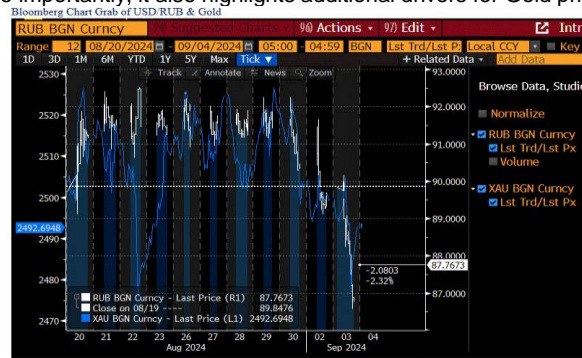 importantly, it also highlights additional drivers for Gold
Bloomberg Chart Grab of USD/RUB & Gold
RUB BGN Curncy 94) Suggested Charts 96) Actions 97) Edit
Range 12 08/20/2024 - 09/04/2024 05:00 - 04:59 BGN Lst Trd/Lst P: Local CCY Key
1D 3D 1M 6M YTD 1Y 5Y Max Tick ▼ + Related Data Add Data
Track Annotate News Zoom
Browse Data,
Normalize
RUB BGN Curncy
Lst Trd/Lst Px
Volume
XAU BGN Curncy
Lst Trd/Lst Px
2530
2520
2510
2500
2492.6948
2490
2480
2470
93.0000
92.0000
91.0000
90.0000
89.0000
88.0000
87.7673
87.0000
-2.0803
-2.32%
RUB BGN Curncy - Last Price (R1) 87.7673
Close on 08/19 ---- 89.8476
XAU BGN Curncy - Last Price (L1) 2492.6948
20 21 22 23 26 27 28 29 30 02 03 04
Aug 2024 Sep 2024